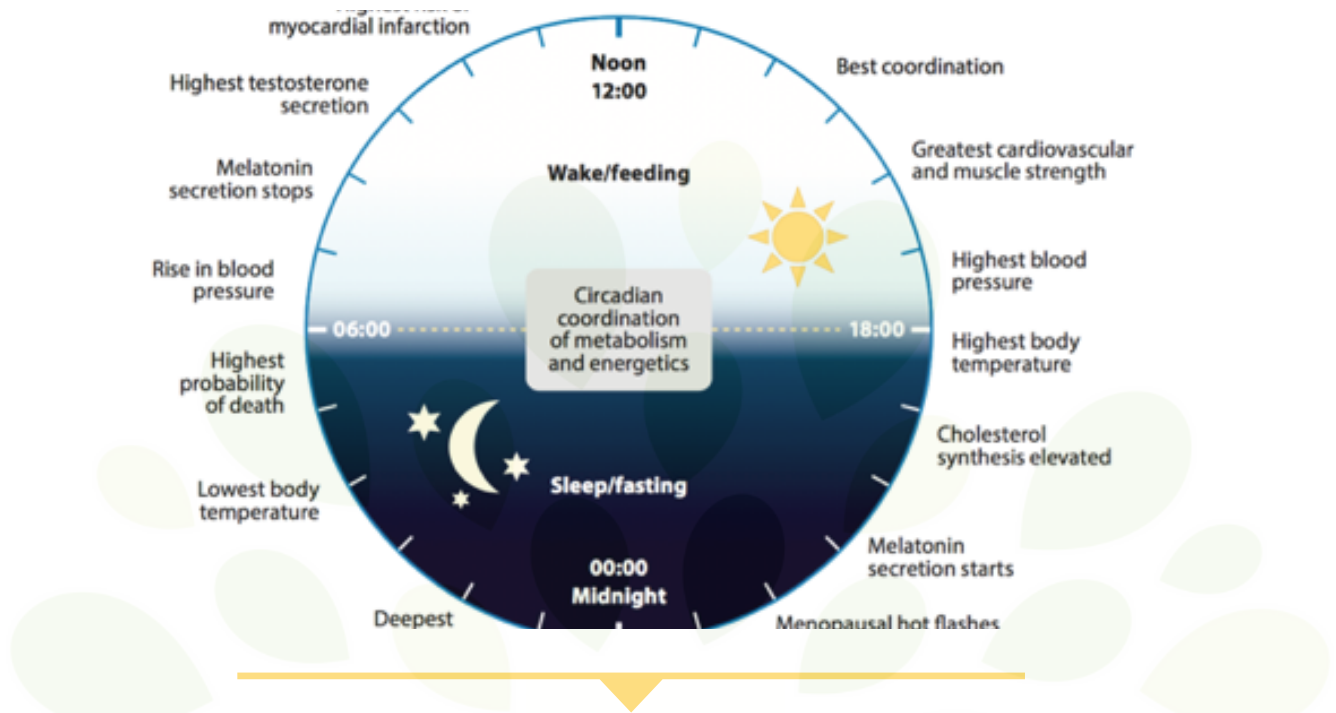 myocardial infarction
Highest testosterone
secretion
Melatonin
secretion stops
Rise in blood
pressure
Highest
probability
of death
Lowest body
temperature
Deepest
Noon
12:00
Wake/feeding
Circadian
coordination
of metabolism
and energetics
06:00
18:00
Sleep/fasting
00:00
Midnight
Best coordination
Greatest cardiovascular
and muscle strength
Highest blood
pressure
Highest body
temperature
Cholesterol
synthesis elevated
Melatonin
secretion starts
Menopausal hot flashes